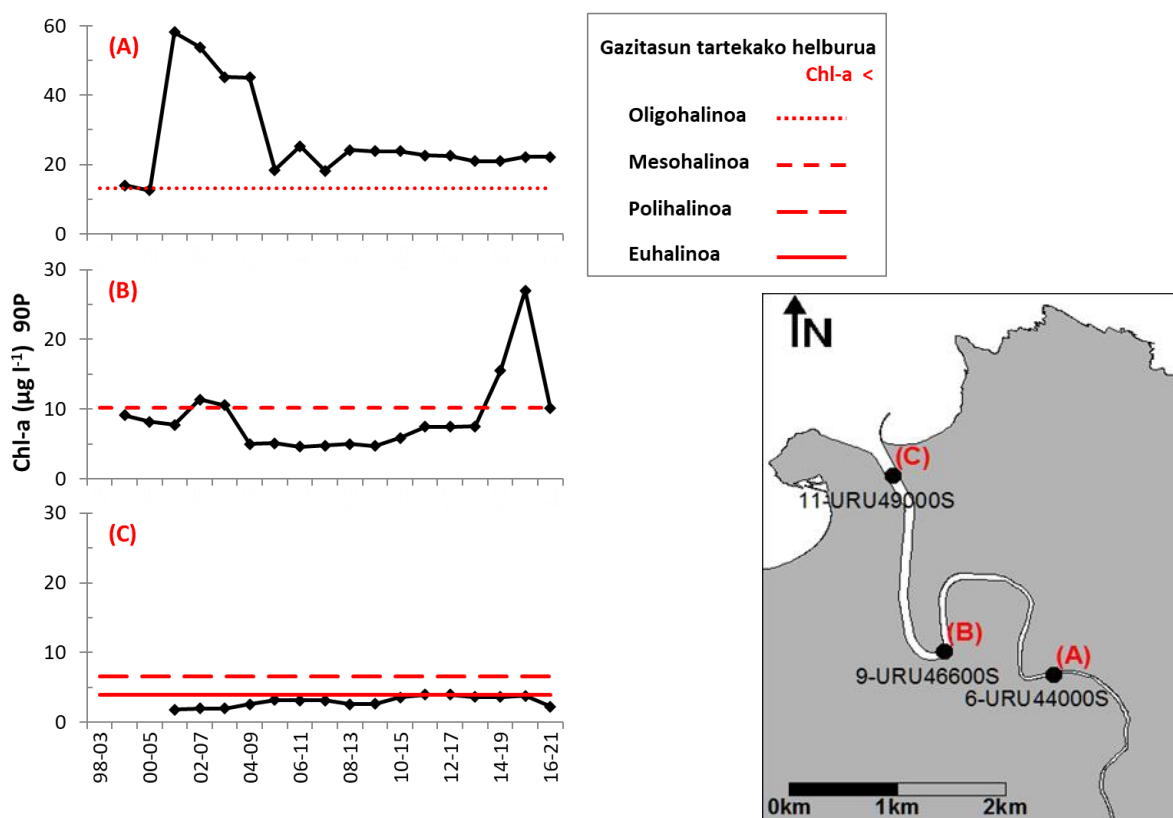 Chl-a (µg l⁻¹) 90P
(A)
60
40
20
0
(B)
30
20
10
0
(C)
30
20
10
0
98-03
00-05
02-07
04-09
06-11
08-13
10-15
12-17
14-19
16-21
Gazitasun tartekako helburua
Chl-a <
Oligohalinoa
Mesohalinoa
Polihalinoa
Euhalinoa
N
(C)
11-URU49000S
(B)
9-URU46600S
(A)
6-URU44000S
0km 1km 2km